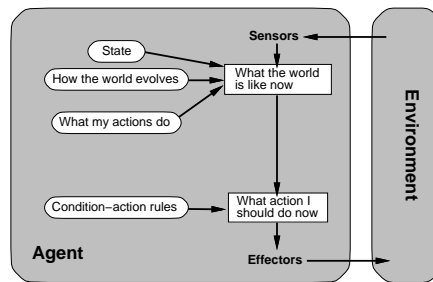 Sensors
State
How the world evolves
What my actions do
What the world
is like now
Condition−action rules
What action I
should do now
Agent
Effectors
Environment